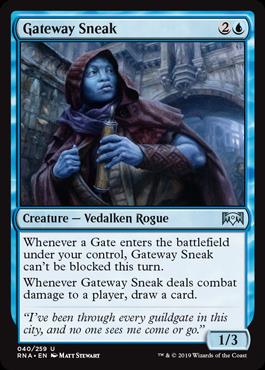 Gateway Sneak 2
Creature — Vedalken Rogue
Whenever a Gate enters the battlefield
under your control, Gateway Sneak
can't be blocked this turn.
Whenever Gateway Sneak deals combat
damage to a player, draw a card.
"I've been through every guildgate in this
city, and no one sees me come or go."
1/3
040/259 U
RNA • EN MATT STEWART
™ & © 2019 Wizards of the Coast